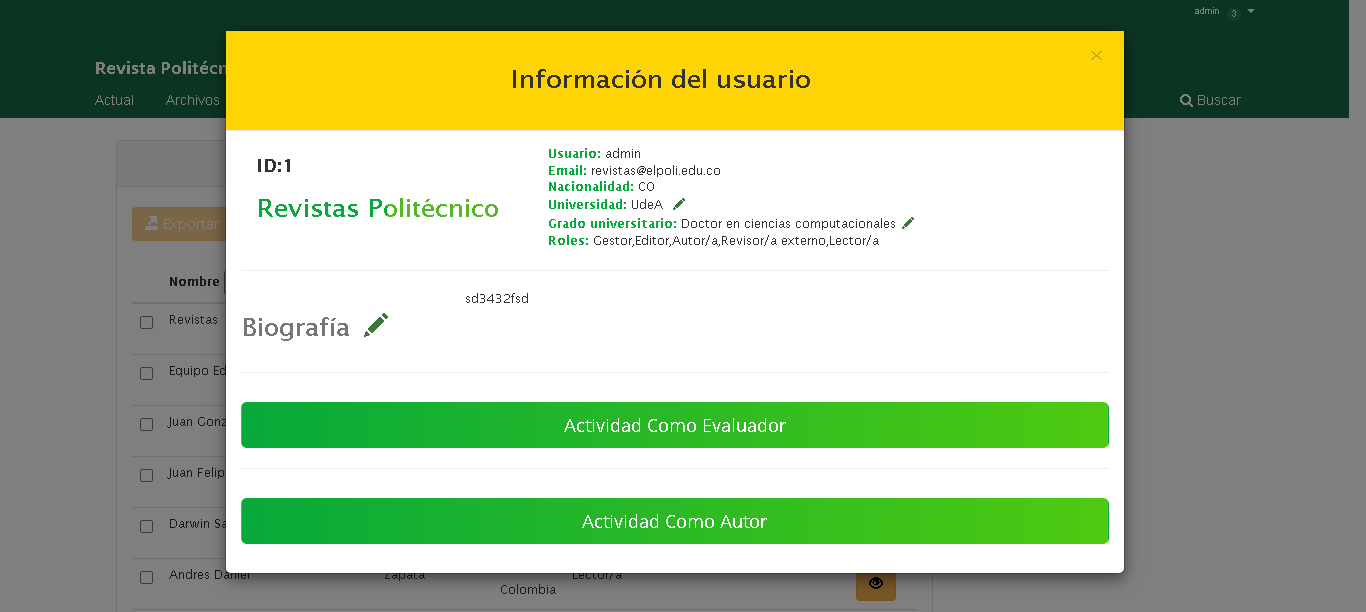 admin 3
Revista Politécn
Actual Archivos
Buscar
Información del usuario
×
ID:1
Revistas Politécnico
Usuario: admin
Email: revistas@elpoli.edu.co
Nacionalidad: CO
Universidad: UdeA
Grado universitario: Doctor en ciencias computacionales
Roles: Gestor,Editor,Autor/a,Revisor/a externo,Lector/a
Exportar
Nombre
sd3432fsd
Biografía
Revistas
Equipo Ed
Juan Gonz
Juan Felip
Darwin Sa
Actividad Como Evaluador
Actividad Como Autor
Andres Daniel Zapata Lector/a
Colombia